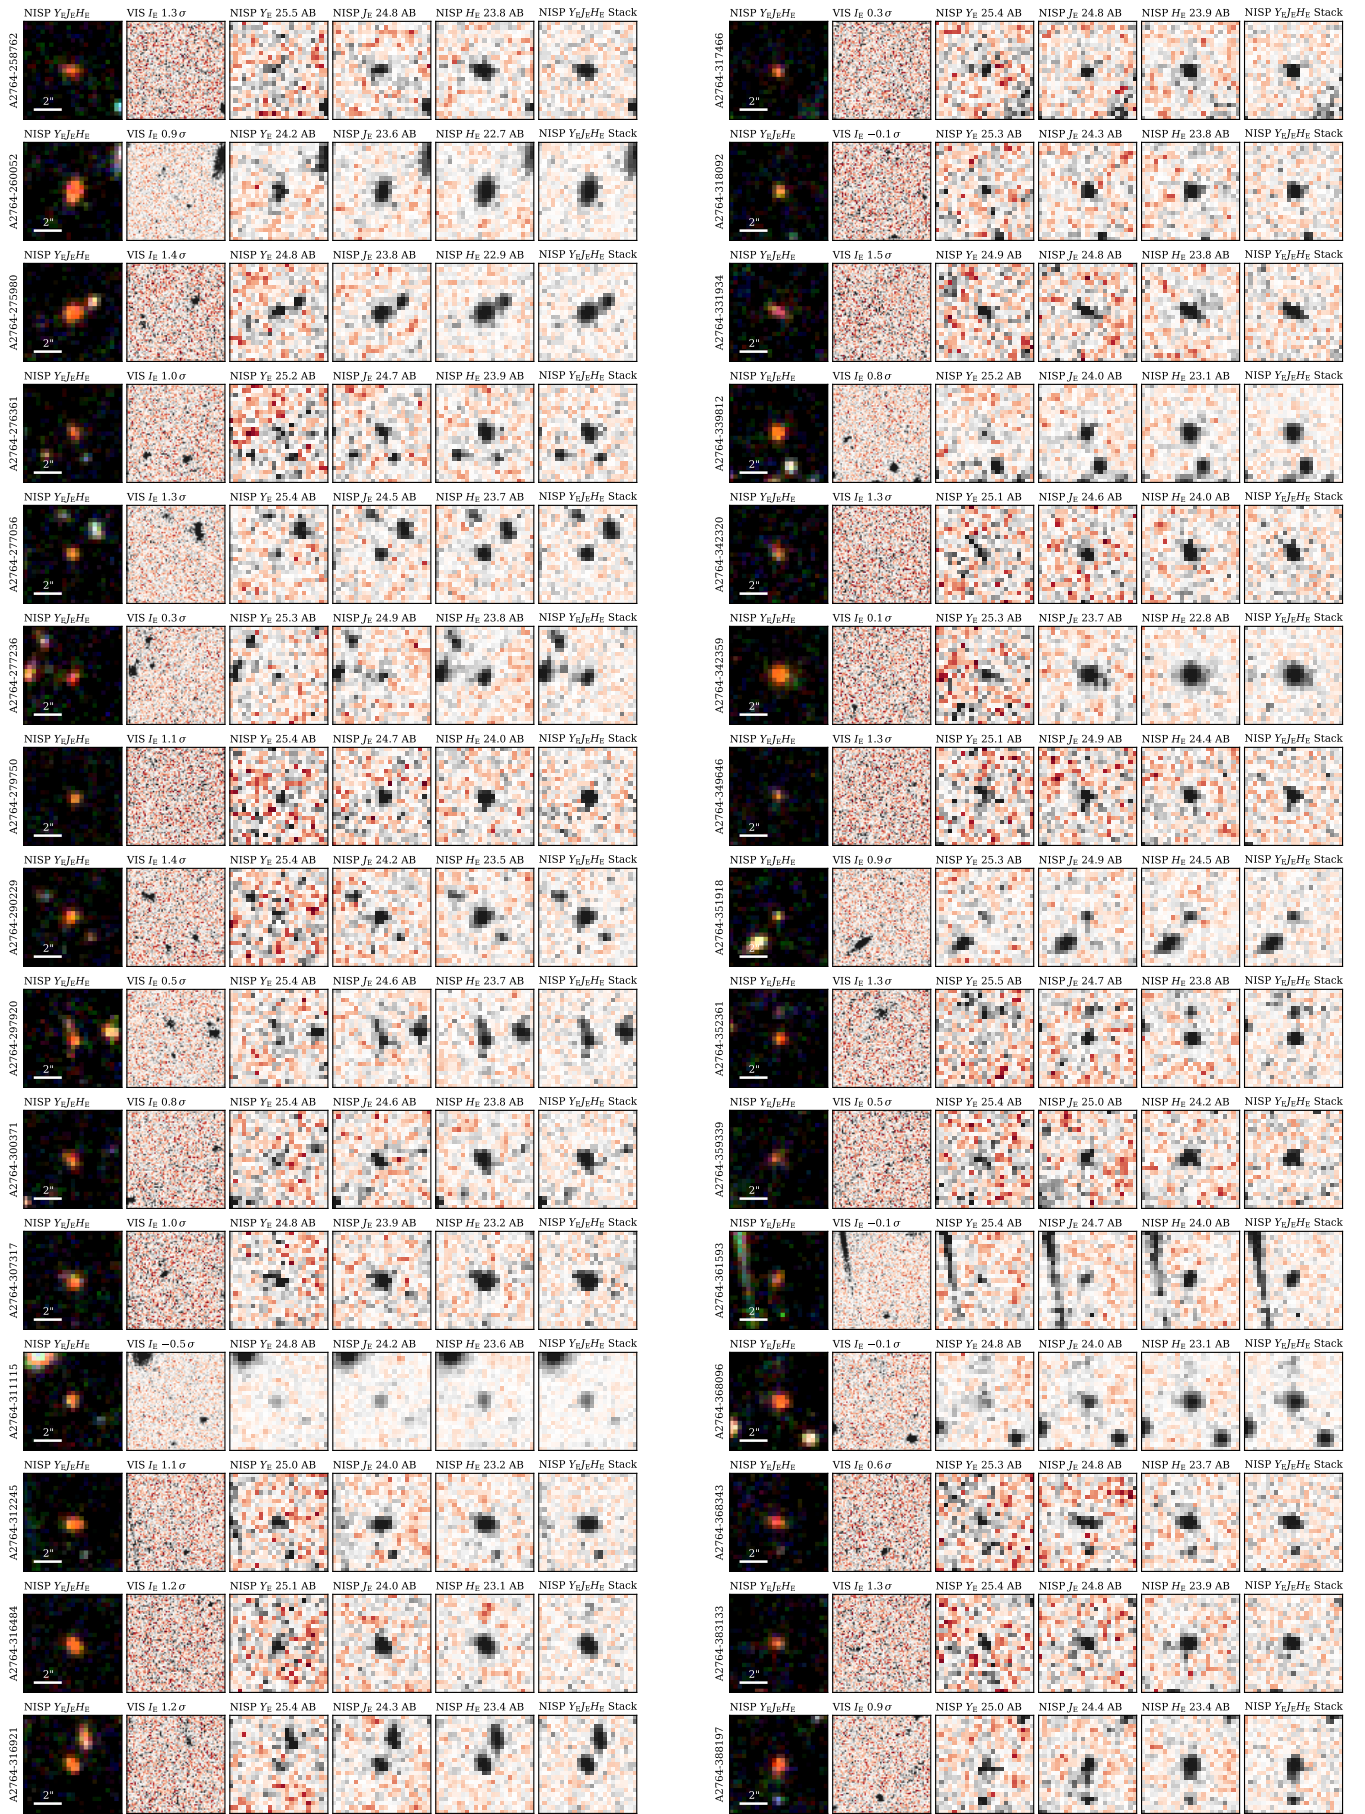 NISP YEJEHE VIS IE 1.3 σ NISP YE 25.5 AB NISP JE 24.8 AB NISP HE 23.8 AB NISP YEJEHE Stack
A2764-258762
2"
NISP YEJEHE VIS IE 0.9 σ NISP YE 24.2 AB NISP JE 23.6 AB NISP HE 22.7 AB NISP YEJEHE Stack
A2764-260052
2"
NISP YEJEHE VIS IE 1.4 σ NISP YE 24.8 AB NISP JE 23.8 AB NISP HE 22.9 AB NISP YEJEHE Stack
A2764-275980
2"
NISP YEJEHE VIS IE 1.0 σ NISP YE 25.2 AB NISP JE 24.7 AB NISP HE 23.9 AB NISP YEJEHE Stack
A2764-276361
2"
NISP YEJEHE VIS IE 1.3 σ NISP YE 25.4 AB NISP JE 24.5 AB NISP HE 23.7 AB NISP YEJEHE Stack
A2764-277056
2"
NISP YEJEHE VIS IE 0.3 σ NISP YE 25.3 AB NISP JE 24.9 AB NISP HE 23.8 AB NISP YEJEHE Stack
A2764-277236
2"
NISP YEJEHE VIS IE 1.1 σ NISP YE 25.4 AB NISP JE 24.7 AB NISP HE 24.0 AB NISP YEJEHE Stack
A2764-279750
2"
NISP YEJEHE VIS IE 1.4 σ NISP YE 25.4 AB NISP JE 24.2 AB NISP HE 23.5 AB NISP YEJEHE Stack
A2764-290229
2"
NISP YEJEHE VIS IE 0.5 σ NISP YE 25.4 AB NISP JE 24.6 AB NISP HE 23.7 AB NISP YEJEHE Stack
A2764-297920
2"
NISP YEJEHE VIS IE 0.8 σ NISP YE 25.4 AB NISP JE 24.6 AB NISP HE 23.8 AB NISP YEJEHE Stack
A2764-300371
2"
NISP YEJEHE VIS IE 1.0 σ NISP YE 24.8 AB NISP JE 23.9 AB NISP HE 23.2 AB NISP YEJEHE Stack
A2764-307317
2"
NISP YEJEHE VIS IE −0.5 σ NISP YE 24.8 AB NISP JE 24.2 AB NISP HE 23.6 AB NISP YEJEHE Stack
A2764-311115
2"
NISP YEJEHE VIS IE 1.1 σ NISP YE 25.0 AB NISP JE 24.0 AB NISP HE 23.2 AB NISP YEJEHE Stack
A2764-312245
2"
NISP YEJEHE VIS IE 1.2 σ NISP YE 25.1 AB NISP JE 24.0 AB NISP HE 23.1 AB NISP YEJEHE Stack
A2764-316484
2"
NISP YEJEHE VIS IE 1.2 σ NISP YE 25.4 AB NISP JE 24.3 AB NISP HE 23.4 AB NISP YEJEHE Stack
A2764-316921
2"
NISP YEJEHE VIS IE 0.3 σ NISP YE 25.4 AB NISP JE 24.8 AB NISP HE 23.9 AB NISP YEJEHE Stack
A2764-317466
2"
NISP YEJEHE VIS IE −0.1 σ NISP YE 25.3 AB NISP JE 24.3 AB NISP HE 23.8 AB NISP YEJEHE Stack
A2764-318092
2"
NISP YEJEHE VIS IE 1.5 σ NISP YE 24.9 AB NISP JE 24.8 AB NISP HE 23.8 AB NISP YEJEHE Stack
A2764-331934
2"
NISP YEJEHE VIS IE 0.8 σ NISP YE 25.2 AB NISP JE 24.0 AB NISP HE 23.1 AB NISP YEJEHE Stack
A2764-339812
2"
NISP YEJEHE VIS IE 1.3 σ NISP YE 25.1 AB NISP JE 24.6 AB NISP HE 24.0 AB NISP YEJEHE Stack
A2764-342320
2"
NISP YEJEHE VIS IE 0.1 σ NISP YE 25.3 AB NISP JE 23.7 AB NISP HE 22.8 AB NISP YEJEHE Stack
A2764-342359
2"
NISP YEJEHE VIS IE 1.3 σ NISP YE 25.1 AB NISP JE 24.9 AB NISP HE 24.4 AB NISP YEJEHE Stack
A2764-349646
2"
NISP YEJEHE VIS IE 0.9 σ NISP YE 25.3 AB NISP JE 24.9 AB NISP HE 24.5 AB NISP YEJEHE Stack
A2764-351918
2"
NISP YEJEHE VIS IE 1.3 σ NISP YE 25.5 AB NISP JE 24.7 AB NISP HE 23.8 AB NISP YEJEHE Stack
A2764-352361
2"
NISP YEJEHE VIS IE 0.5 σ NISP YE 25.4 AB NISP JE 25.0 AB NISP HE 24.2 AB NISP YEJEHE Stack
A2764-359339
2"
NISP YEJEHE VIS IE −0.1 σ NISP YE 25.4 AB NISP JE 24.7 AB NISP HE 24.0 AB NISP YEJEHE Stack
A2764-361593
2"
NISP YEJEHE VIS IE −0.1 σ NISP YE 24.8 AB NISP JE 24.0 AB NISP HE 23.1 AB NISP YEJEHE Stack
A2764-368096
2"
NISP YEJEHE VIS IE 0.6 σ NISP YE 25.3 AB NISP JE 24.8 AB NISP HE 23.7 AB NISP YEJEHE Stack
A2764-368343
2"
NISP YEJEHE VIS IE 1.3 σ NISP YE 25.4 AB NISP JE 24.8 AB NISP HE 23.9 AB NISP YEJEHE Stack
A2764-383133
2"
NISP YEJEHE VIS IE 0.9 σ NISP YE 25.0 AB NISP JE 24.4 AB NISP HE 23.4 AB NISP YEJEHE Stack
A2764-388197
2"